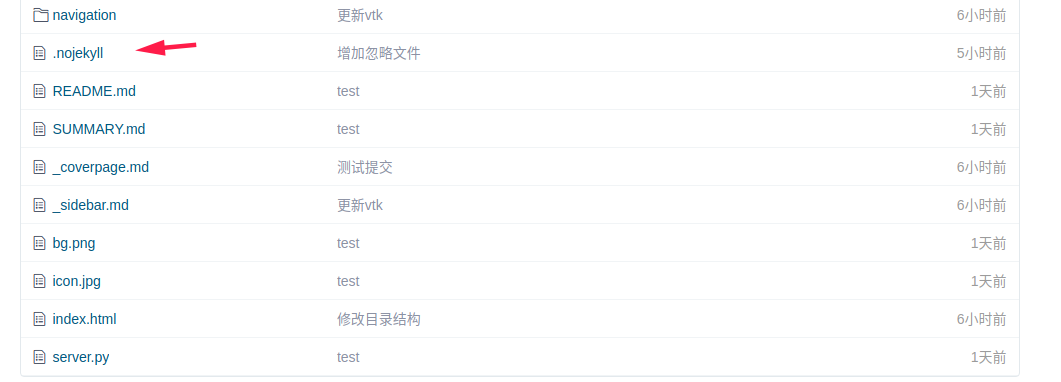 navigation 更新vtk 6小时前
.nojekyll 增加忽略文件 5小时前
README.md test 1天前
SUMMARY.md test 1天前
_coverpage.md 测试提交 6小时前
_sidebar.md 更新vtk 6小时前
bg.png test 1天前
icon.jpg test 1天前
index.html 修改目录结构 6小时前
server.py test 1天前